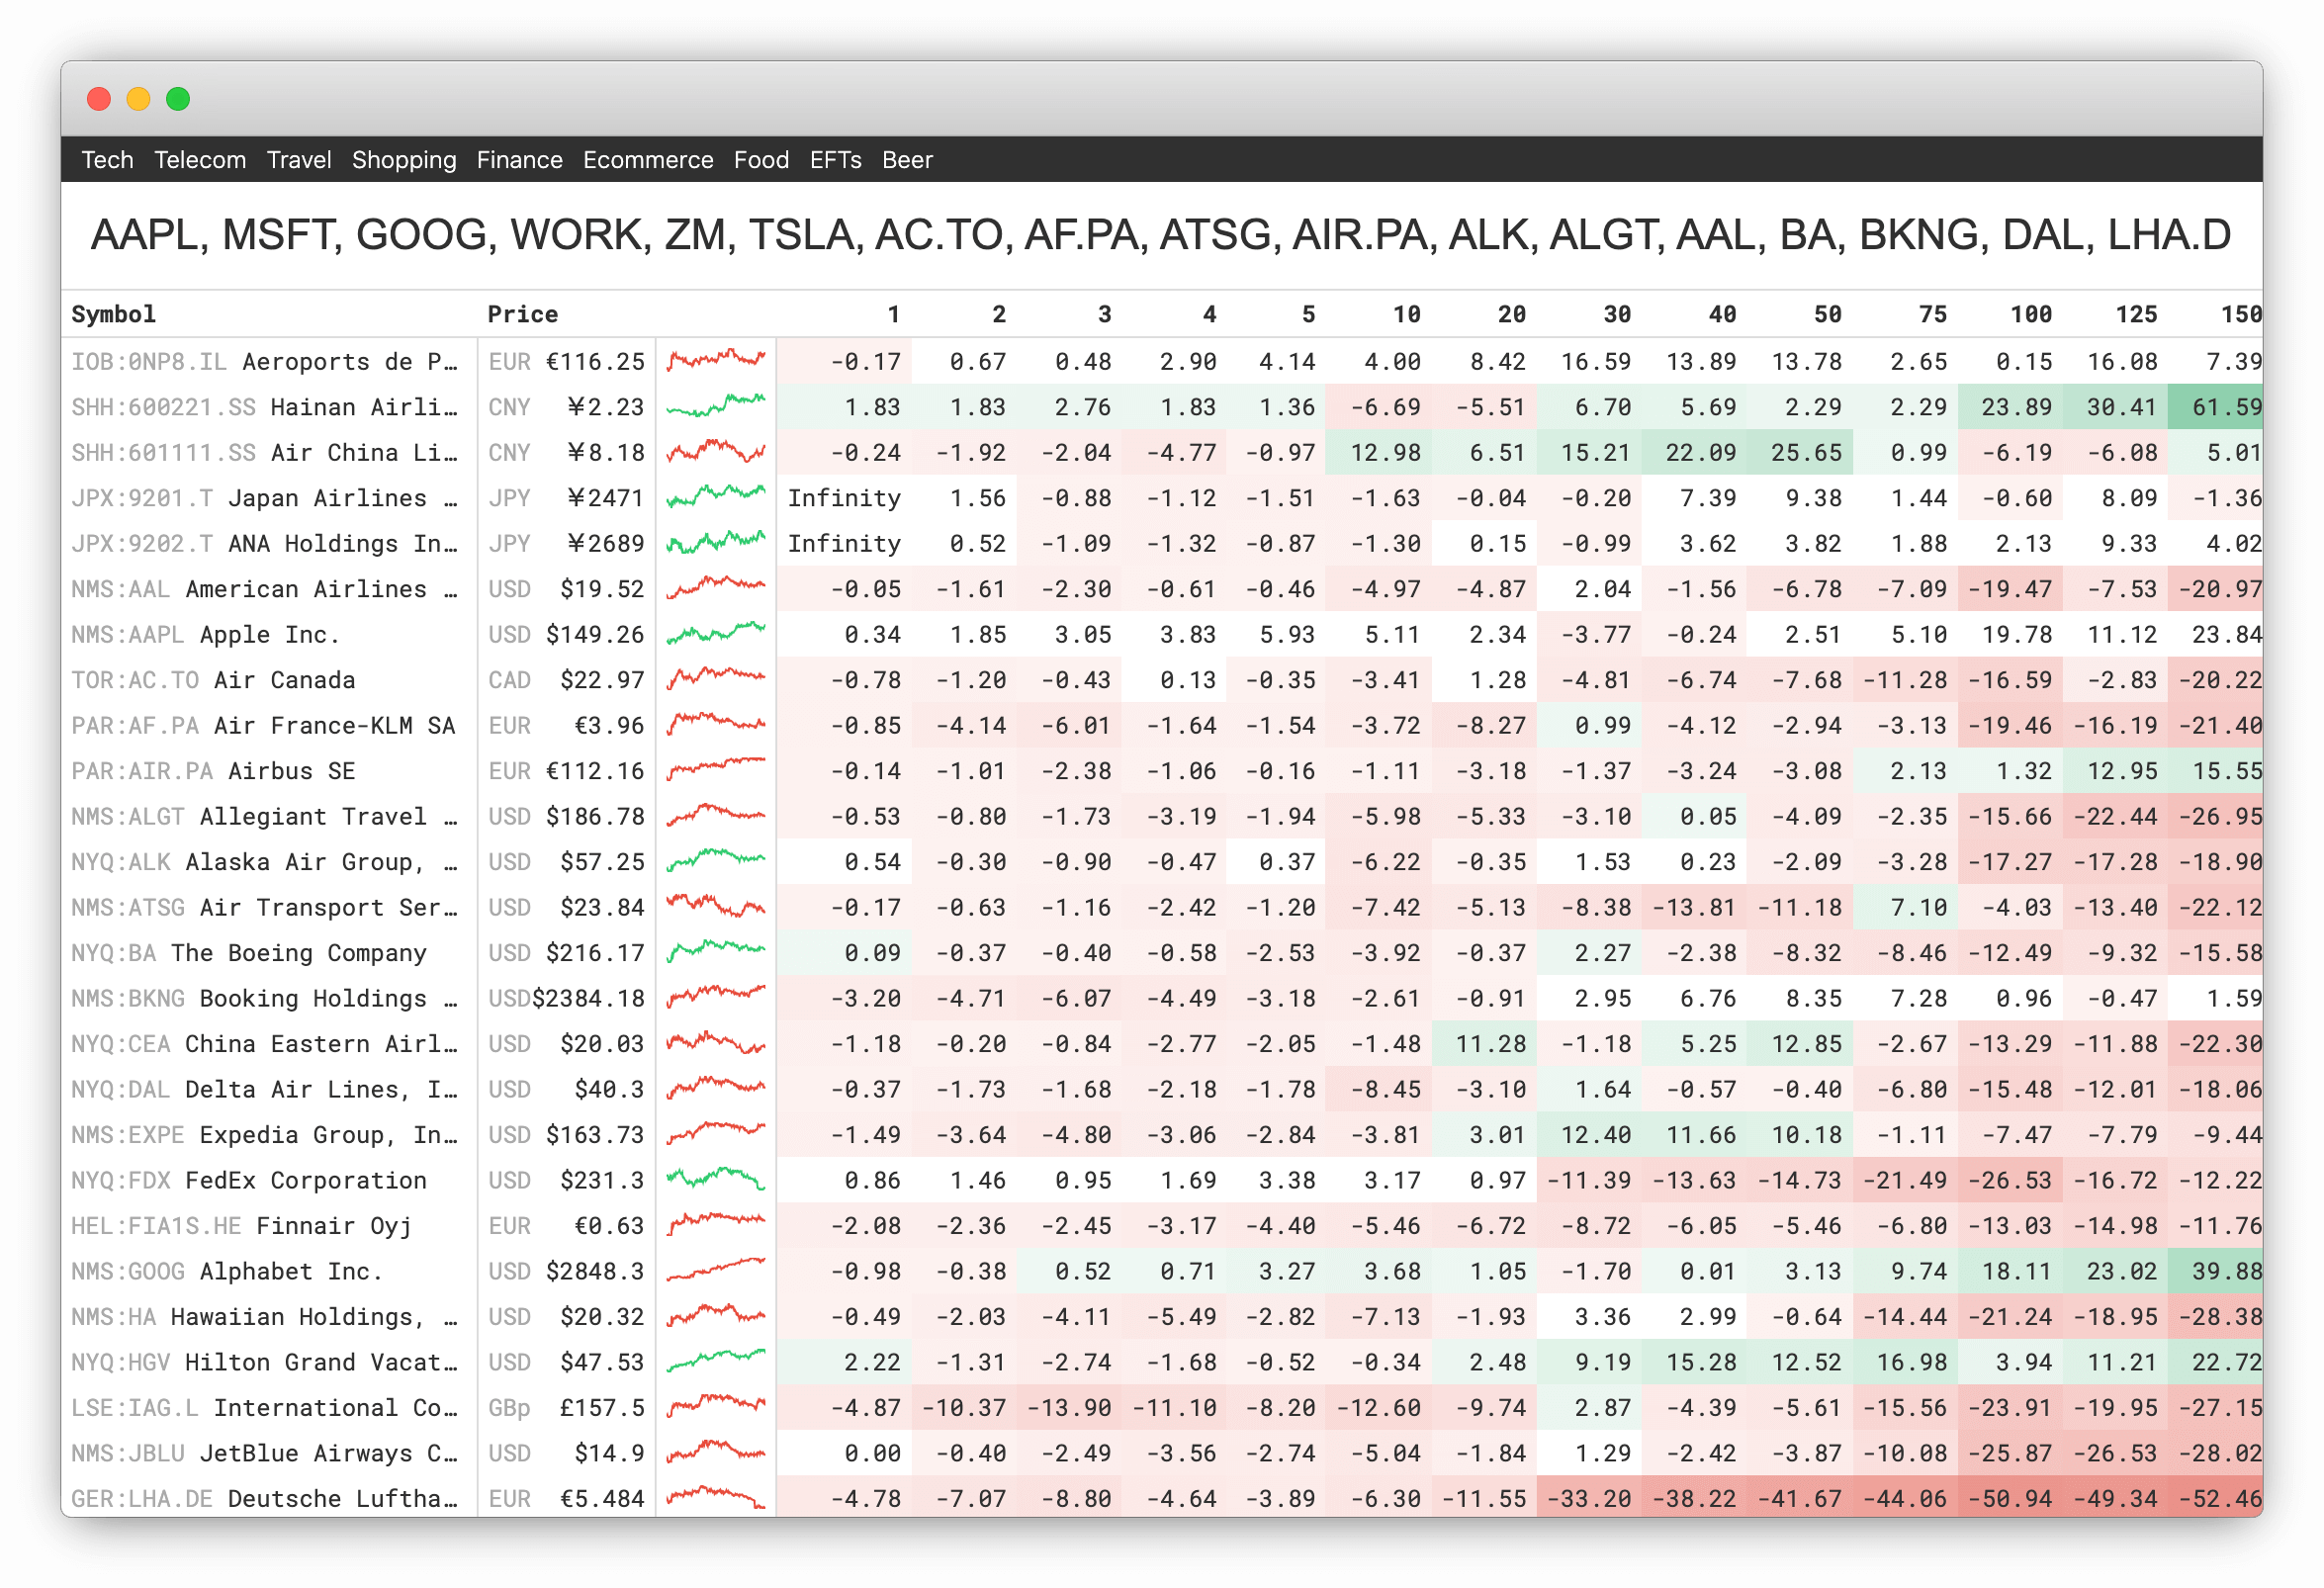 Tech Telecom Travel Shopping Finance Ecommerce Food EFTs Beer
AAPL, MSFT, GOOG, WORK, ZM, TSLA, AC.TO, AF.PA, ATSG, AIR.PA, ALK, ALGT, AAL, BA, BKNG, DAL, LHA.D
Symbol Price 1 2 3 4 5 10 20 30 40 50 75 100 125 150
IOB:0NP8.IL Aeroports de P… EUR €116.25 -0.17 0.67 0.48 2.90 4.14 4.00 8.42 16.59 13.89 13.78 2.65 0.15 16.08 7.39
SHH:600221.SS Hainan Airli… CNY ¥2.23 1.83 1.83 2.76 1.83 1.36 -6.69 -5.51 6.70 5.69 2.29 2.29 23.89 30.41 61.59
SHH:601111.SS Air China Li… CNY ¥8.18 -0.24 -1.92 -2.04 -4.77 -0.97 12.98 6.51 15.21 22.09 25.65 0.99 -6.19 -6.08 5.01
JPX:9201.T Japan Airlines … JPY ¥2471 Infinity 1.56 -0.88 -1.12 -1.51 -1.63 -0.04 -0.20 7.39 9.38 1.44 -0.60 8.09 -1.36
JPX:9202.T ANA Holdings In… JPY ¥2689 Infinity 0.52 -1.09 -1.32 -0.87 -1.30 0.15 -0.99 3.62 3.82 1.88 2.13 9.33 4.02
NMS:AAL American Airlines … USD $19.52 -0.05 -1.61 -2.30 -0.61 -0.46 -4.97 -4.87 2.04 -1.56 -6.78 -7.09 -19.47 -7.53 -20.97
NMS:AAPL Apple Inc. USD $149.26 0.34 1.85 3.05 3.83 5.93 5.11 2.34 -3.77 -0.24 2.51 5.10 19.78 11.12 23.84
TOR:AC.TO Air Canada CAD $22.97 -0.78 -1.20 -0.43 0.13 -0.35 -3.41 1.28 -4.81 -6.74 -7.68 -11.28 -16.59 -2.83 -20.22
PAR:AF.PA Air France-KLM SA EUR €3.96 -0.85 -4.14 -6.01 -1.64 -1.54 -3.72 -8.27 0.99 -4.12 -2.94 -3.13 -19.46 -16.19 -21.40
PAR:AIR.PA Airbus SE EUR €112.16 -0.14 -1.01 -2.38 -1.06 -0.16 -1.11 -3.18 -1.37 -3.24 -3.08 2.13 1.32 12.95 15.55
NMS:ALGT Allegiant Travel … USD $186.78 -0.53 -0.80 -1.73 -3.19 -1.94 -5.98 -5.33 -3.10 0.05 -4.09 -2.35 -15.66 -22.44 -26.95
NYQ:ALK Alaska Air Group, … USD $57.25 0.54 -0.30 -0.90 -0.47 0.37 -6.22 -0.35 1.53 0.23 -2.09 -3.28 -17.27 -17.28 -18.90
NMS:ATSG Air Transport Ser… USD $23.84 -0.17 -0.63 -1.16 -2.42 -1.20 -7.42 -5.13 -8.38 -13.81 -11.18 7.10 -4.03 -13.40 -22.12
NYQ:BA The Boeing Company USD $216.17 0.09 -0.37 -0.40 -0.58 -2.53 -3.92 -0.37 2.27 -2.38 -8.32 -8.46 -12.49 -9.32 -15.58
NMS:BKNG Booking Holdings … USD$2384.18 -3.20 -4.71 -6.07 -4.49 -3.18 -2.61 -0.91 2.95 6.76 8.35 7.28 0.96 -0.47 1.59
NYQ:CEA China Eastern Airl… USD $20.03 -1.18 -0.20 -0.84 -2.77 -2.05 -1.48 11.28 -1.18 5.25 12.85 -2.67 -13.29 -11.88 -22.30
NYQ:DAL Delta Air Lines, I… USD $40.3 -0.37 -1.73 -1.68 -2.18 -1.78 -8.45 -3.10 1.64 -0.57 -0.40 -6.80 -15.48 -12.01 -18.06
NMS:EXPE Expedia Group, In… USD $163.73 -1.49 -3.64 -4.80 -3.06 -2.84 -3.81 3.01 12.40 11.66 10.18 -1.11 -7.47 -7.79 -9.44
NYQ:FDX FedEx Corporation USD $231.3 0.86 1.46 0.95 1.69 3.38 3.17 0.97 -11.39 -13.63 -14.73 -21.49 -26.53 -16.72 -12.22
HEL:FIA1S.HE Finnair Oyj EUR €0.63 -2.08 -2.36 -2.45 -3.17 -4.40 -5.46 -6.72 -8.72 -6.05 -5.46 -6.80 -13.03 -14.98 -11.76
NMS:GOOG Alphabet Inc. USD $2848.3 -0.98 -0.38 0.52 0.71 3.27 3.68 1.05 -1.70 0.01 3.13 9.74 18.11 23.02 39.88
NMS:HA Hawaiian Holdings, … USD $20.32 -0.49 -2.03 -4.11 -5.49 -2.82 -7.13 -1.93 3.36 2.99 -0.64 -14.44 -21.24 -18.95 -28.38
NYQ:HGV Hilton Grand Vacat… USD $47.53 2.22 -1.31 -2.74 -1.68 -0.52 -0.34 2.48 9.19 15.28 12.52 16.98 3.94 11.21 22.72
LSE:IAG.L International Co… GBp £157.5 -4.87 -10.37 -13.90 -11.10 -8.20 -12.60 -9.74 2.87 -4.39 -5.61 -15.56 -23.91 -19.95 -27.15
NMS:JBLU JetBlue Airways C… USD $14.9 0.00 -0.40 -2.49 -3.56 -2.74 -5.04 -1.84 1.29 -2.42 -3.87 -10.08 -25.87 -26.53 -28.02
GER:LHA.DE Deutsche Luftha… EUR €5.484 -4.78 -7.07 -8.80 -4.64 -3.89 -6.30 -11.55 -33.20 -38.22 -41.67 -44.06 -50.94 -49.34 -52.46